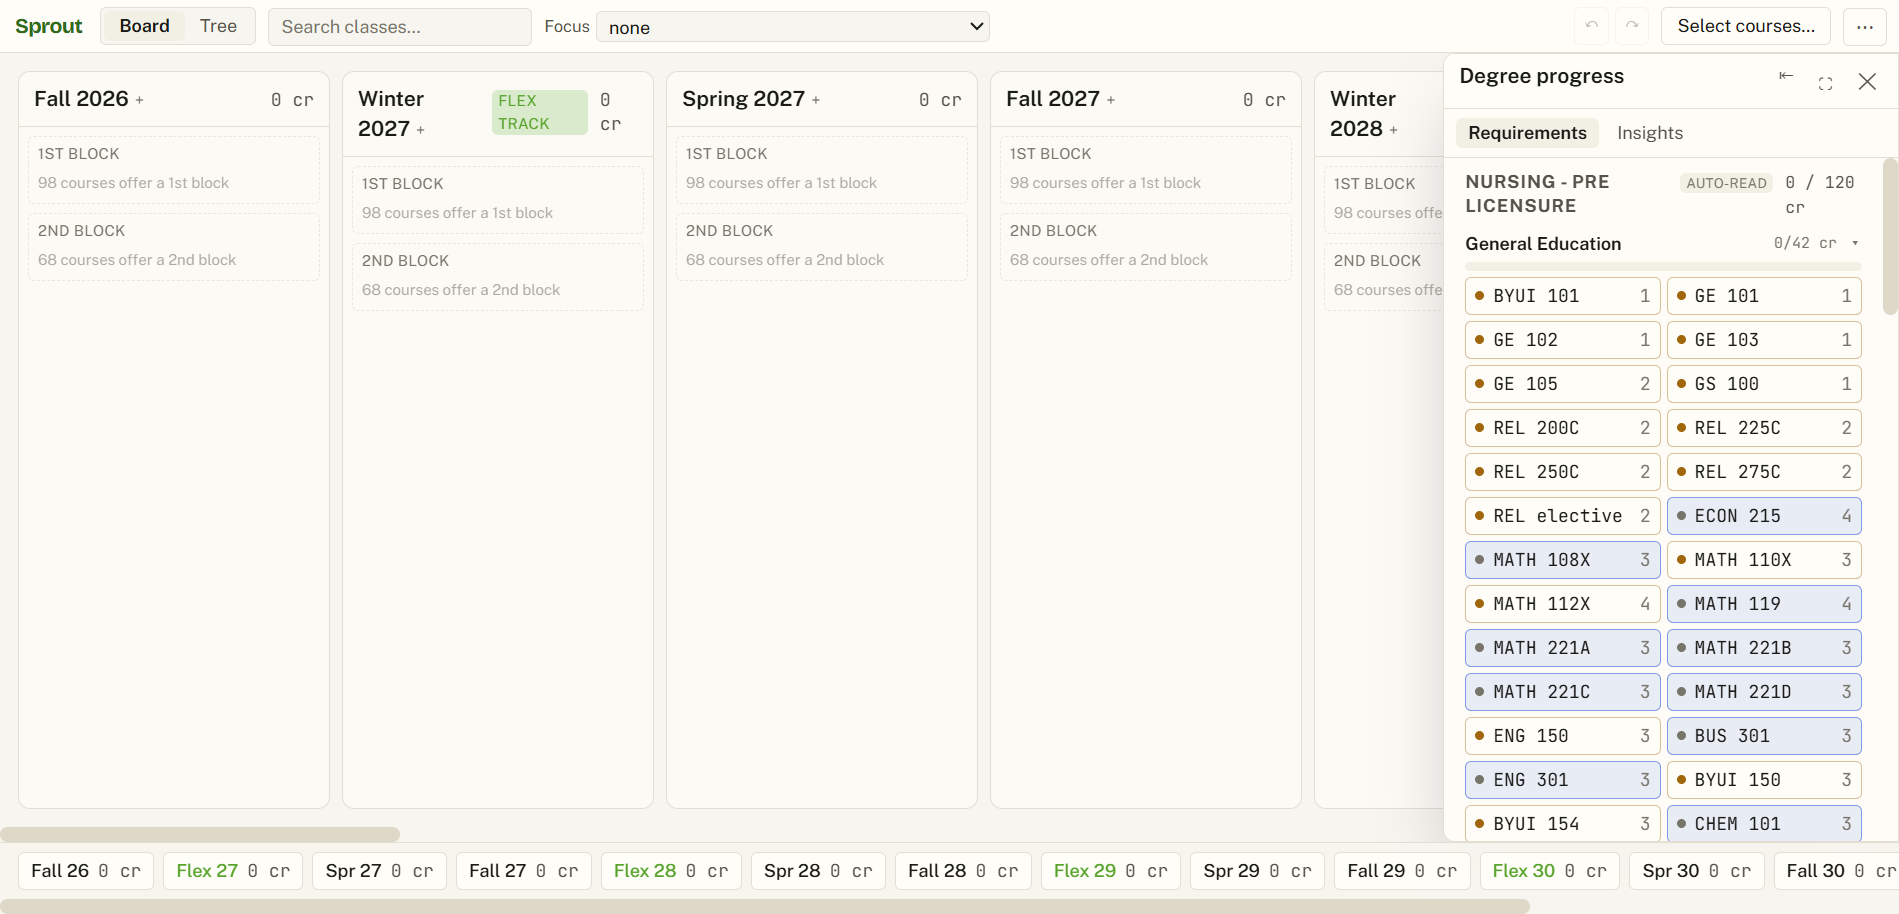 Sprout
Board
Tree
Search classes...
Focus
none
Select courses...
...
Fall 2026 +
0 cr
1ST BLOCK
98 courses offer a 1st block
2ND BLOCK
68 courses offer a 2nd block
Winter
2027 +
FLEX
TRACK
0
cr
1ST BLOCK
98 courses offer a 1st block
2ND BLOCK
68 courses offer a 2nd block
Spring 2027 +
0 cr
1ST BLOCK
98 courses offer a 1st block
2ND BLOCK
68 courses offer a 2nd block
Fall 2027 +
0 cr
1ST BLOCK
98 courses offer a 1st block
2ND BLOCK
68 courses offer a 2nd block
Winter
2028 +
1ST BLOCK
98 courses offe
2ND BLOCK
68 courses offe
Degree progress
Requirements
Insights
NURSING - PRE
LICENSURE
AUTO-READ
0 / 120
cr
General Education
0/42 cr
BYUI 101 1
GE 101 1
GE 102 1
GE 103 1
GE 105 2
GS 100 1
REL 200C 2
REL 225C 2
REL 250C 2
REL 275C 2
REL elective 2
ECON 215 4
MATH 108X 3
MATH 110X 3
MATH 112X 4
MATH 119 4
MATH 221A 3
MATH 221B 3
MATH 221C 3
MATH 221D 3
ENG 150 3
BUS 301 3
ENG 301 3
BYUI 150 3
BYUI 154 3
CHEM 101 3
Fall 26 0 cr
Flex 27 0 cr
Spr 27 0 cr
Fall 27 0 cr
Flex 28 0 cr
Spr 28 0 cr
Fall 28 0 cr
Flex 29 0 cr
Spr 29 0 cr
Fall 29 0 cr
Flex 30 0 cr
Spr 30 0 cr
Fall 30 0 cr